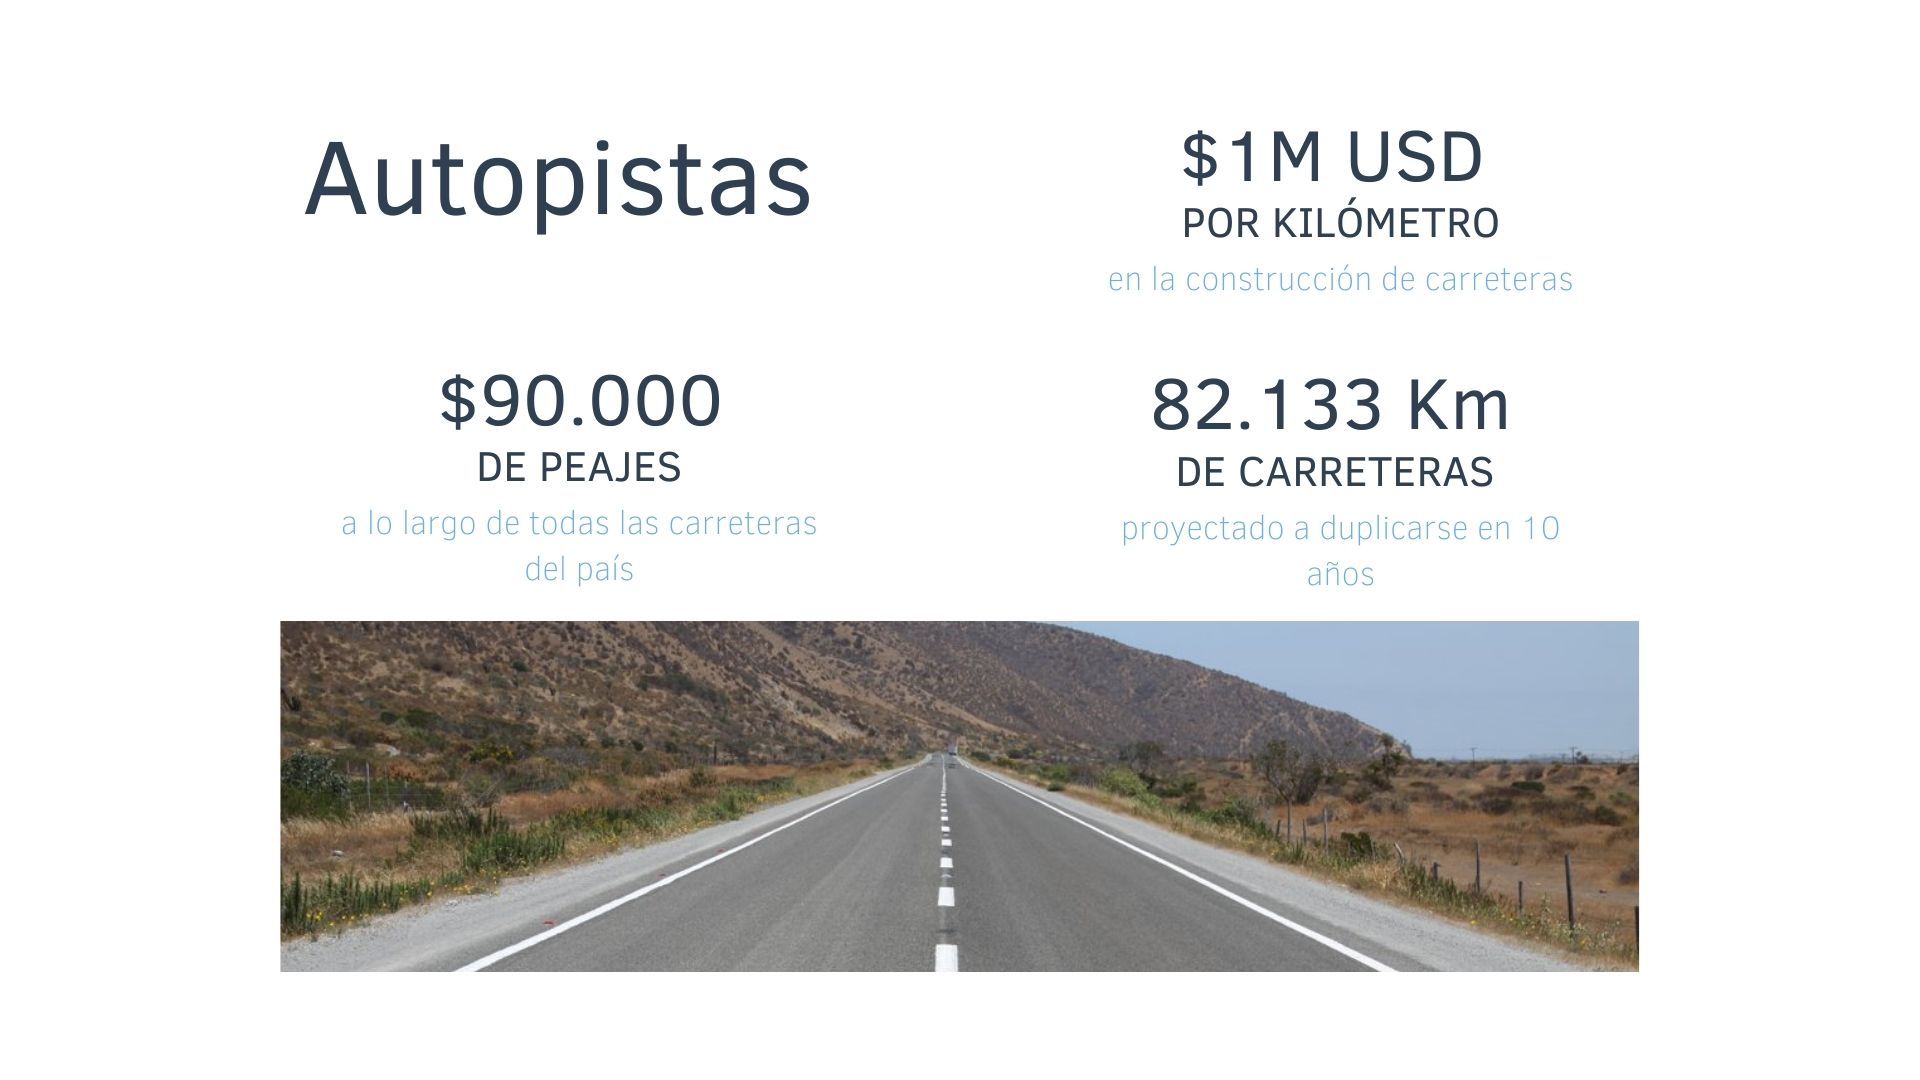 Autopistas
$1M USD
POR KILÓMETRO
en la construcción de carreteras
$90.000
DE PEAJES
a lo largo de todas las carreteras
del país
82.133 Km
DE CARRETERAS
proyectado a duplicarse en 10
años